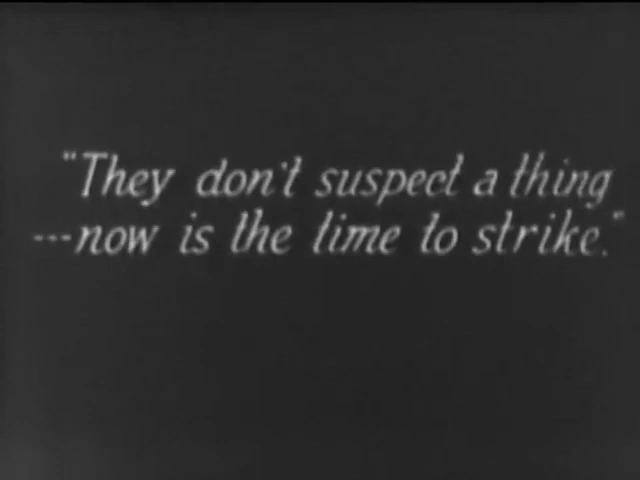 "They don't suspect a thing
---now is the time to strike."